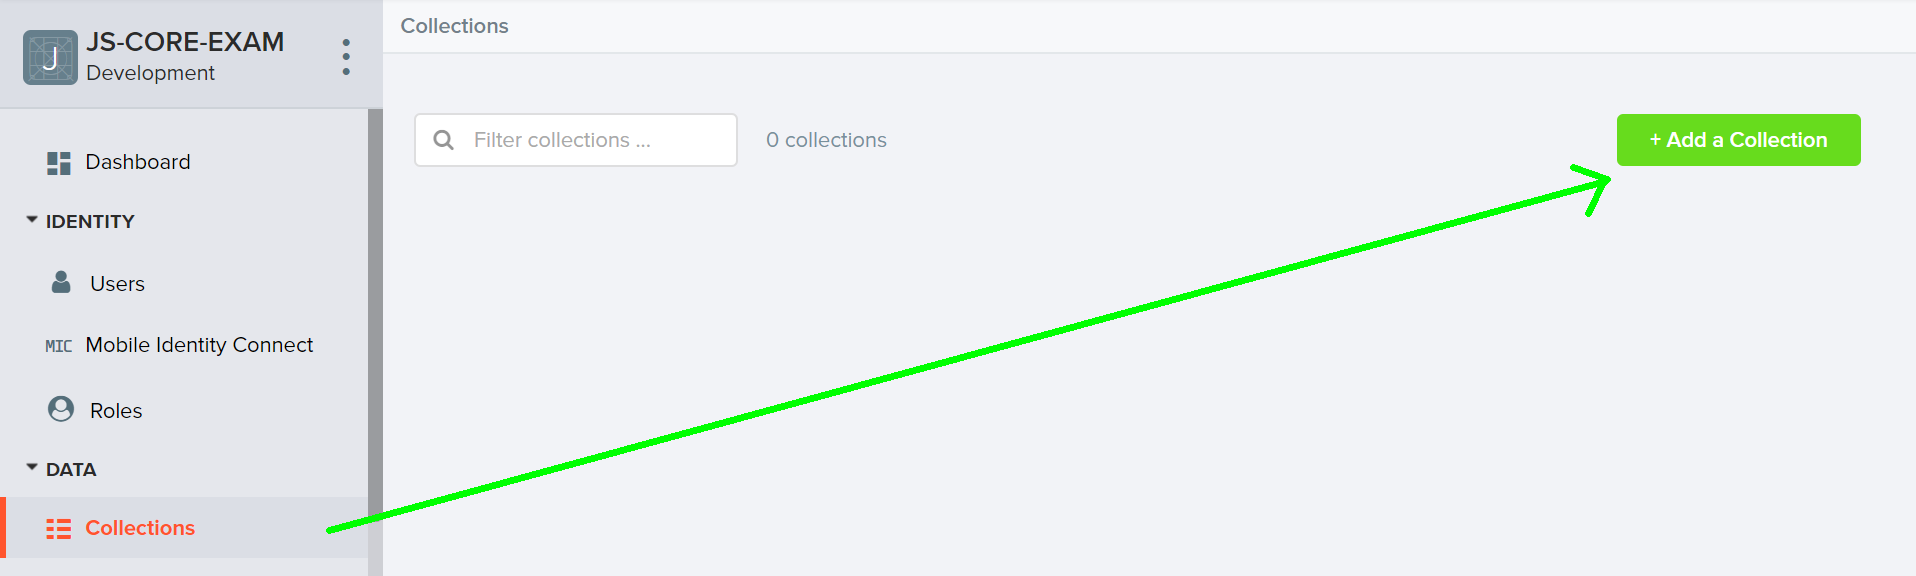 J
JS-CORE-EXAM
Development
Dashboard
IDENTITY
Users
MIC Mobile Identity Connect
Roles
DATA
Collections
Collections
Filter collections ...
0 collections
+ Add a Collection